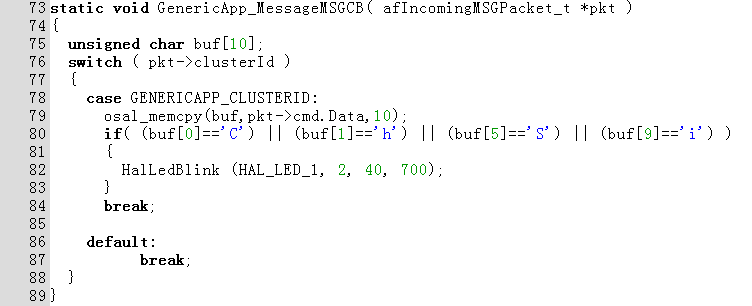 73 static void GenericApp_MessageMSGCB( afIncomingMSGPacket_t *pkt )
74 {
75   unsigned char buf[10];
76   switch ( pkt->clusterId )
77   {
78     case GENERICAPP_CLUSTERID:
79       osal_memcpy(buf,pkt->cmd.Data,10);
80       if( (buf[0]=='C') || (buf[1]=='h') || (buf[5]=='S') || (buf[9]=='i') )
81       {
82         HalLedBlink (HAL_LED_1, 2, 40, 700);
83       }
84       break;
85
86     default:
87           break;
88   }
89 }